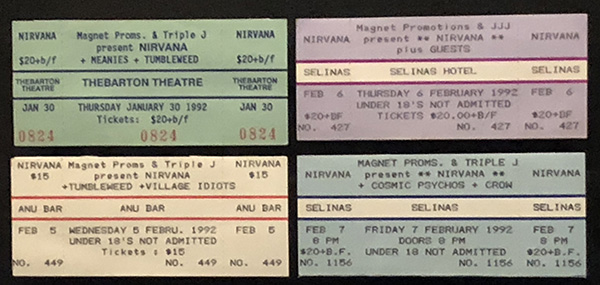 NIRVANA Magnet Proms. & Triple J NIRVANA
present NIRVANA
$20+b/f + MEANIES + TUMBLEWEED $20+b/f
THEBARTON THEATRE THEBARTON THEATRE THEBARTON THEATRE
JAN 30 THURSDAY JANUARY 30 1992 JAN 30
Tickets: $20+b/f
0824 0824 0824
NIRVANA Magnet Promotions & JJJ NIRVANA
present ** NIRVANA **
plus GUESTS
SELINAS SELINAS HOTEL SELINAS
FEB 6 THURSDAY 6 FEBRUARY 1992 FEB 6
UNDER 18'S NOT ADMITTED
$20+BF TICKETS $20.00+B/F $20+BF
NO. 427 NO. 427 NO. 427
NIRVANA Magnet Proms & Triple J NIRVANA
$15 present NIRVANA $15
+TUMBLEWEED +VILLAGE IDIOTS
ANU BAR ANU BAR ANU BAR
FEB 5 WEDNESDAY 5 FEBRU. 1992 FEB 5
UNDER 18'S NOT ADMITTED
Tickets : $15
NO. 449 NO. 449 NO. 449
NIRVANA MAGNET PROMS. & TRIPLE J NIRVANA
present ** NIRVANA **
+ COSMIC PSYCHOS + CROW
SELINAS SELINAS SELINAS
FEB 7 FRIDAY 7 FEBRUARY 1992 FEB 7
8 PM DOORS 8 PM 8 PM
$20+B.F. UNDER 18 NOT ADMITTED $20+B.F.
NO. 1156 NO. 1156 NO. 1156